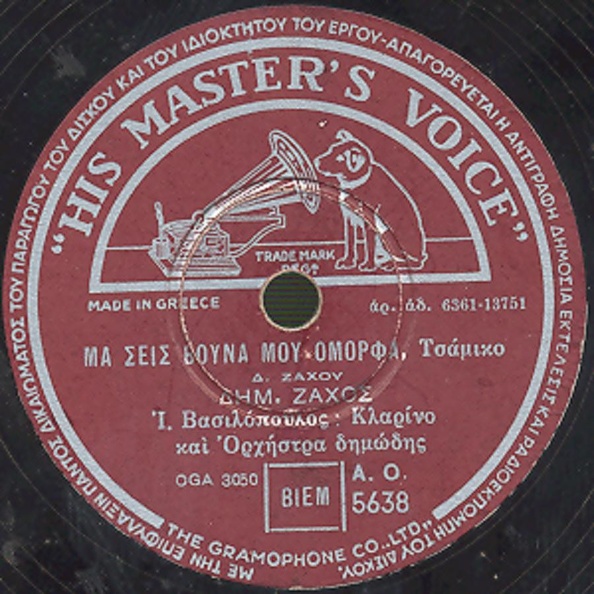 ΜΕ ΤΗΝ ΕΠΙΦΥΛΑΞΙΝ ΠΑΝΤΟΣ ΔΙΚΑΙΩΜΑΤΟΣ ΤΟΥ ΠΑΡΑΓΩΓΟΥ ΤΟΥ ΔΙΣΚΟΥ ΚΑΙ ΤΟΥ ΙΔΙΟΚΤΗΤΟΥ ΤΟΥ ΕΡΓΟΥ-ΑΠΑΓΟΡΕΥΕΤΑΙ Η ΑΝΤΙΓΡΑΦΗ ΔΗΜΟΣΙΑ ΕΚΤΕΛΕΣΙΣ ΚΑΙ ΡΑΔΙΟΕΚΠΟΜΠΗ ΤΟΥ ΔΙΣΚΟΥ.
"HIS MASTER'S VOICE"
TRADE MARK
REGD
MADE IN GREECE
ἀρ. ἀδ. 6361-13751
ΜΑ ΣΕΙΣ ΒΟΥΝΑ ΜΟΥ ΟΜΟΡΦΑ, Τσάμικο
Δ. ΖΑΧΟΥ
ΔΗΜ. ΖΑΧΟΣ
Ἰ. Βασιλόπουλος : Κλαρίνο
καὶ Ὀρχήστρα δημώδης
OGA 3050
BIEM
A. O.
5638
THE GRAMOPHONE CO., LTD.,